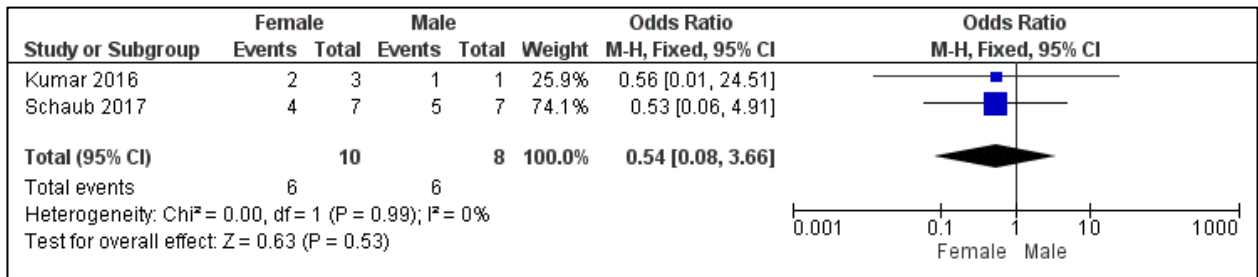 Female Male Odds Ratio Odds Ratio
Study or Subgroup Events Total Events Total Weight M-H, Fixed, 95% CI M-H, Fixed, 95% CI
Kumar 2016 2 3 1 1 25.9% 0.56 [0.01, 24.51]
Schaub 2017 4 7 5 7 74.1% 0.53 [0.06, 4.91]
Total (95% CI) 10 8 100.0% 0.54 [0.08, 3.66]
Total events 6 6
Heterogeneity: Chi² = 0.00, df = 1 (P = 0.99); I² = 0%
Test for overall effect: Z = 0.63 (P = 0.53)
0.001 0.1 1 10 1000
Female Male